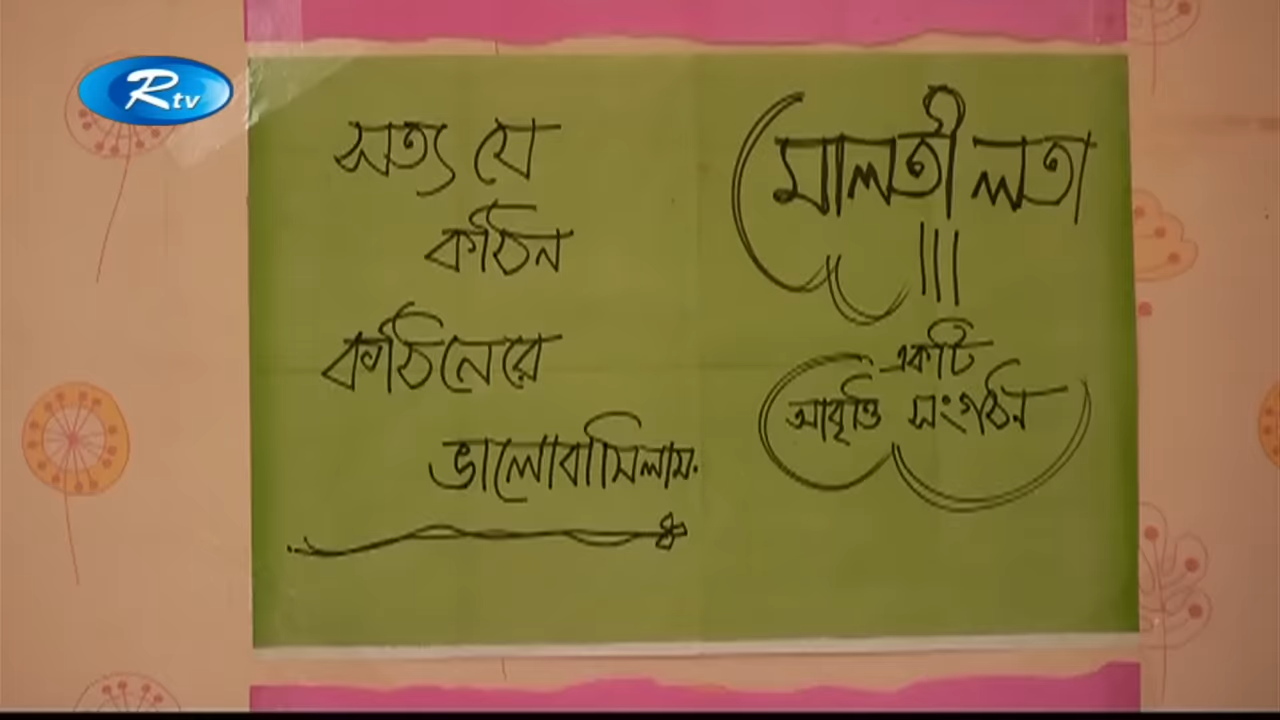 Rtv
সত্য যে
কঠিন
কঠিনেরে
ভালোবাসিলাম.
মালতী লতা
একটি
আবৃত্তি সংগঠন